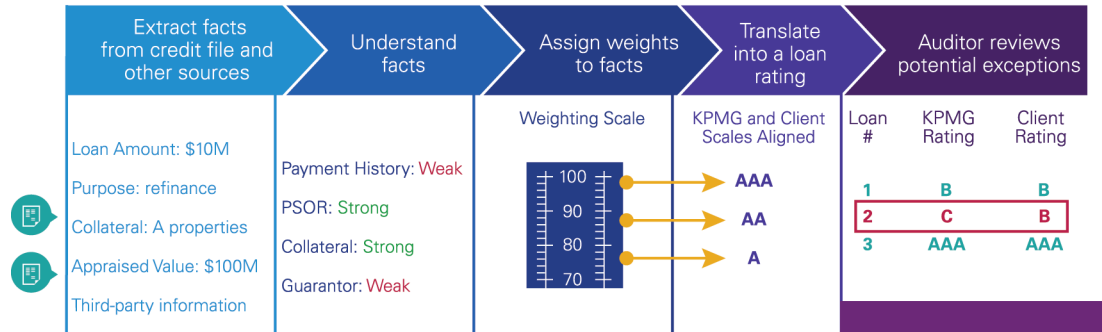 Extract facts
from credit file and
other sources
Understand
facts
Assign weights
to facts
Translate
into a loan
rating
Auditor reviews
potential exceptions
Loan Amount: $10M
Purpose: refinance
Collateral: A properties
Appraised Value: $100M
Third-party information
Payment History: Weak
PSOR: Strong
Collateral: Strong
Guarantor: Weak
Weighting Scale
100
90
80
70
KPMG and Client
Scales Aligned
AAA
AA
A
Loan # KPMG Rating Client Rating
1 B B
2 C B
3 AAA AAA